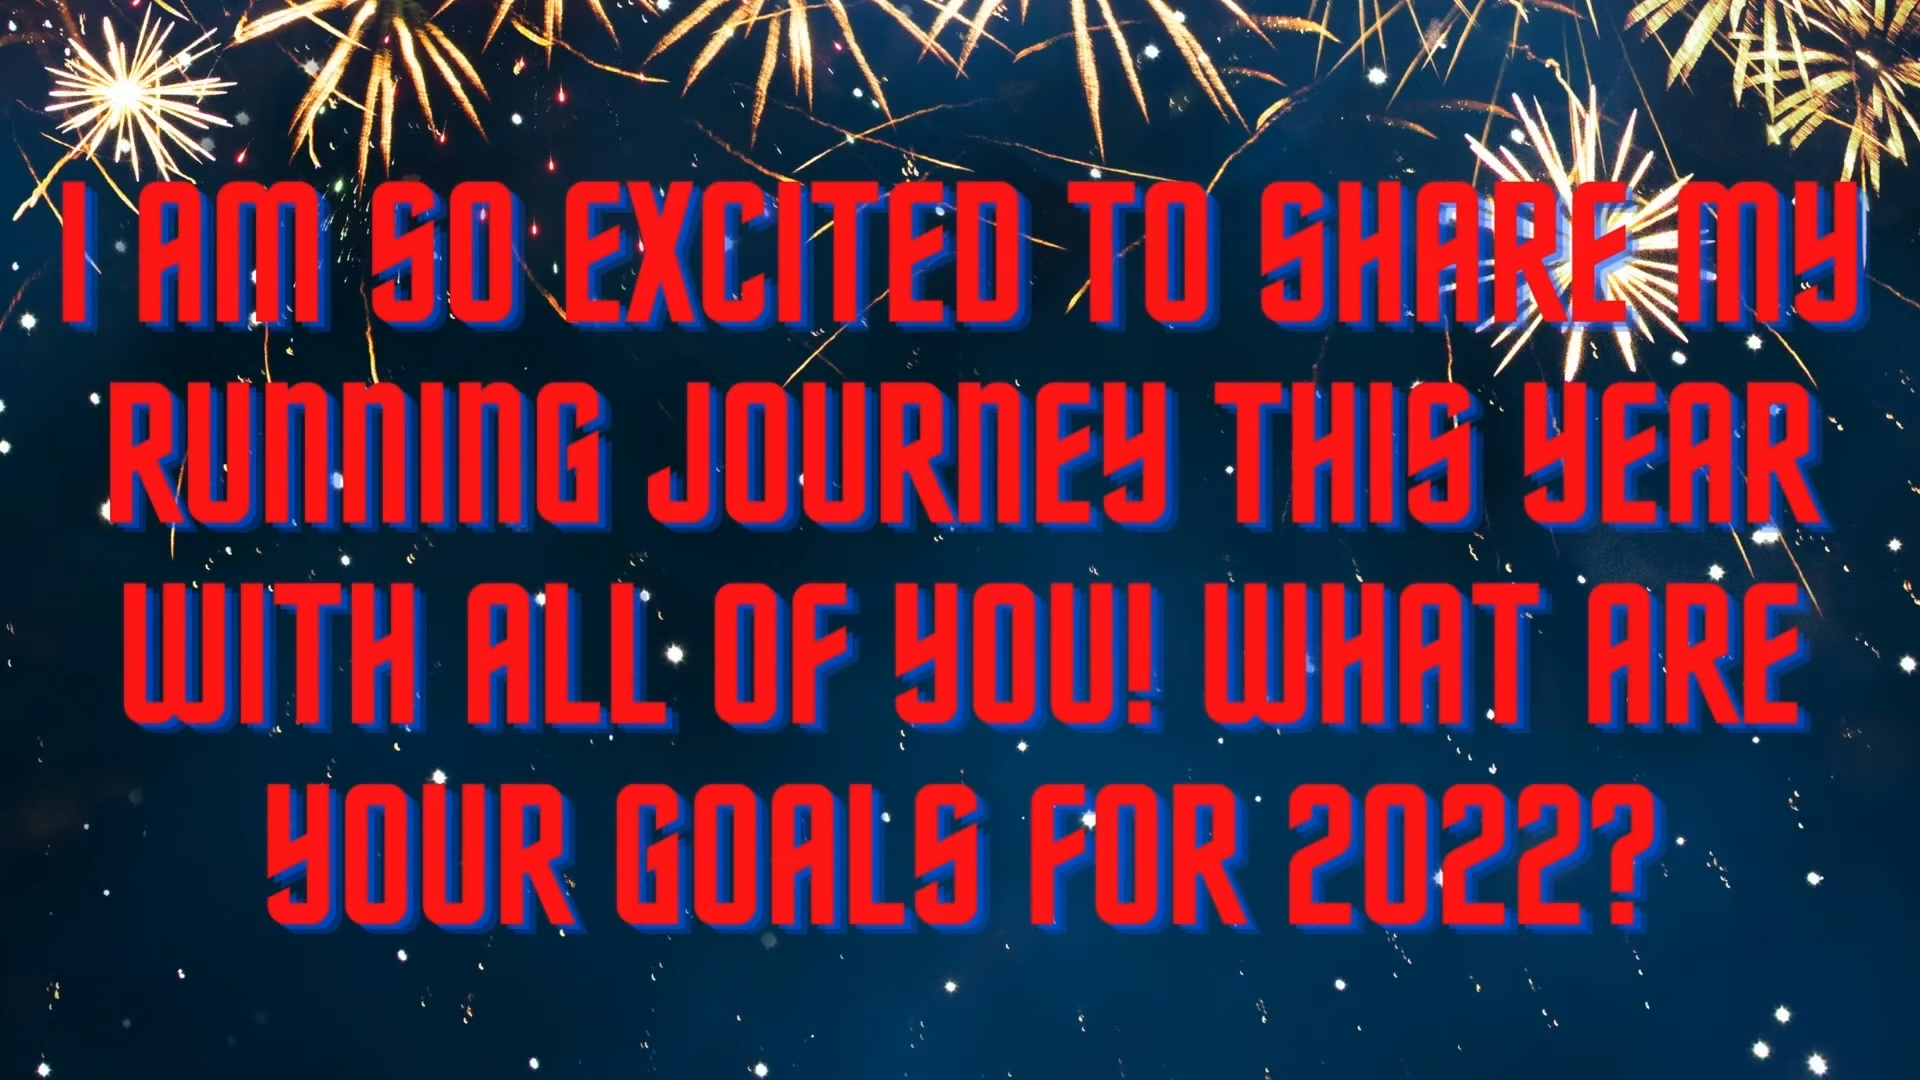 I AM SO EXCITED TO SHARE MY
RUNNING JOURNEY THIS YEAR
WITH ALL OF YOU! WHAT ARE
YOUR GOALS FOR 2022?